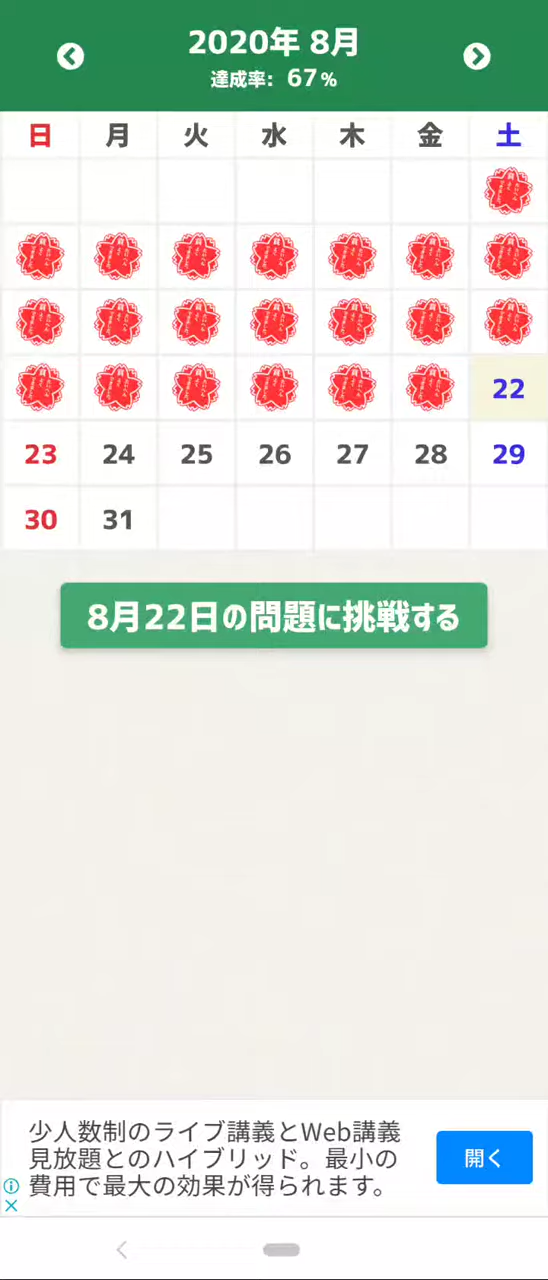 2020年 8月
達成率: 67%
日 月 火 水 木 金 土
22
23 24 25 26 27 28 29
30 31
8月22日の問題に挑戦する
少人数制のライブ講義とWeb講義
見放題とのハイブリッド。最小の
費用で最大の効果が得られます。
開く